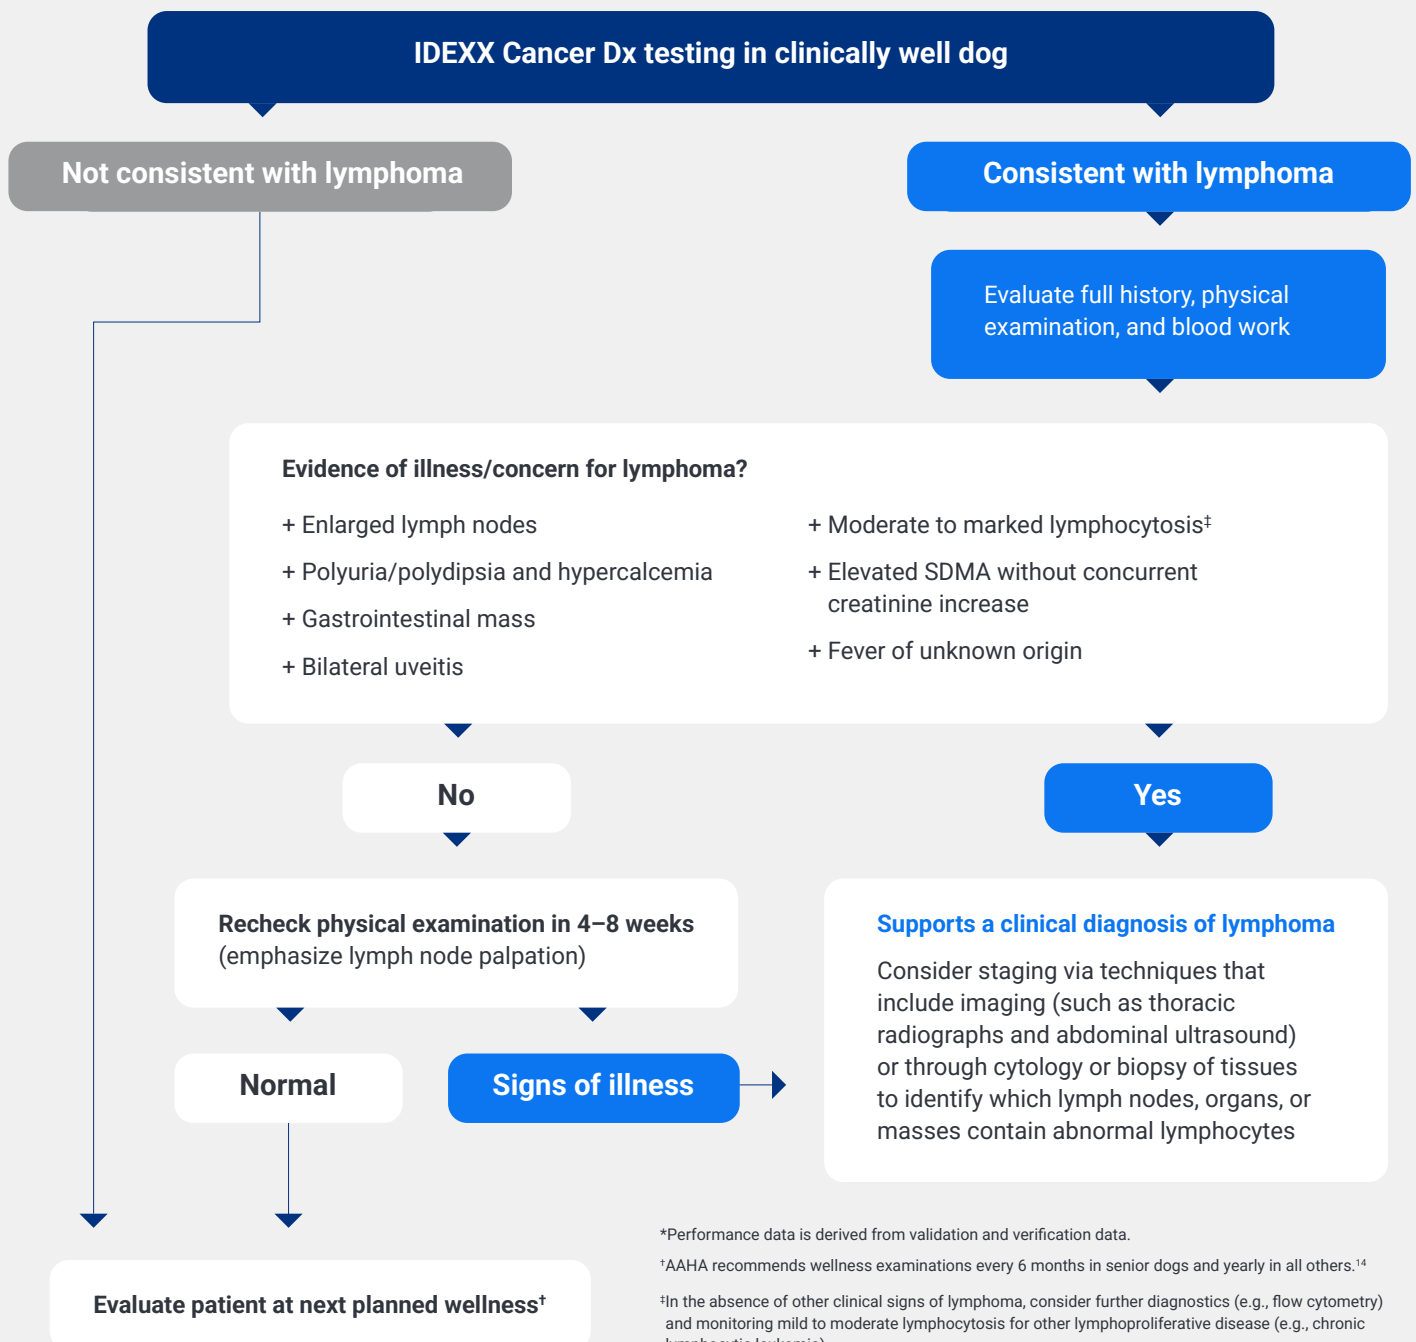 IDEXX Cancer Dx testing in clinically well dog
Not consistent with lymphoma
Consistent with lymphoma
Evaluate full history, physical
examination, and blood work
Evidence of illness/concern for lymphoma?
+ Enlarged lymph nodes
+ Polyuria/polydipsia and hypercalcemia
+ Gastrointestinal mass
+ Bilateral uveitis
+ Moderate to marked lymphocytosis‡
+ Elevated SDMA without concurrent
creatinine increase
+ Fever of unknown origin
No
Yes
Recheck physical examination in 4–8 weeks
(emphasize lymph node palpation)
Supports a clinical diagnosis of lymphoma
Consider staging via techniques that
include imaging (such as thoracic
radiographs and abdominal ultrasound)
or through cytology or biopsy of tissues
to identify which lymph nodes, organs, or
masses contain abnormal lymphocytes
Normal
Signs of illness
Evaluate patient at next planned wellness†
*Performance data is derived from validation and verification data.
†AAHA recommends wellness examinations every 6 months in senior dogs and yearly in all others.¹⁴
‡In the absence of other clinical signs of lymphoma, consider further diagnostics (e.g., flow cytometry)
and monitoring mild to moderate lymphocytosis for other lymphoproliferative disease (e.g., chronic
lymphocytic leukemia)